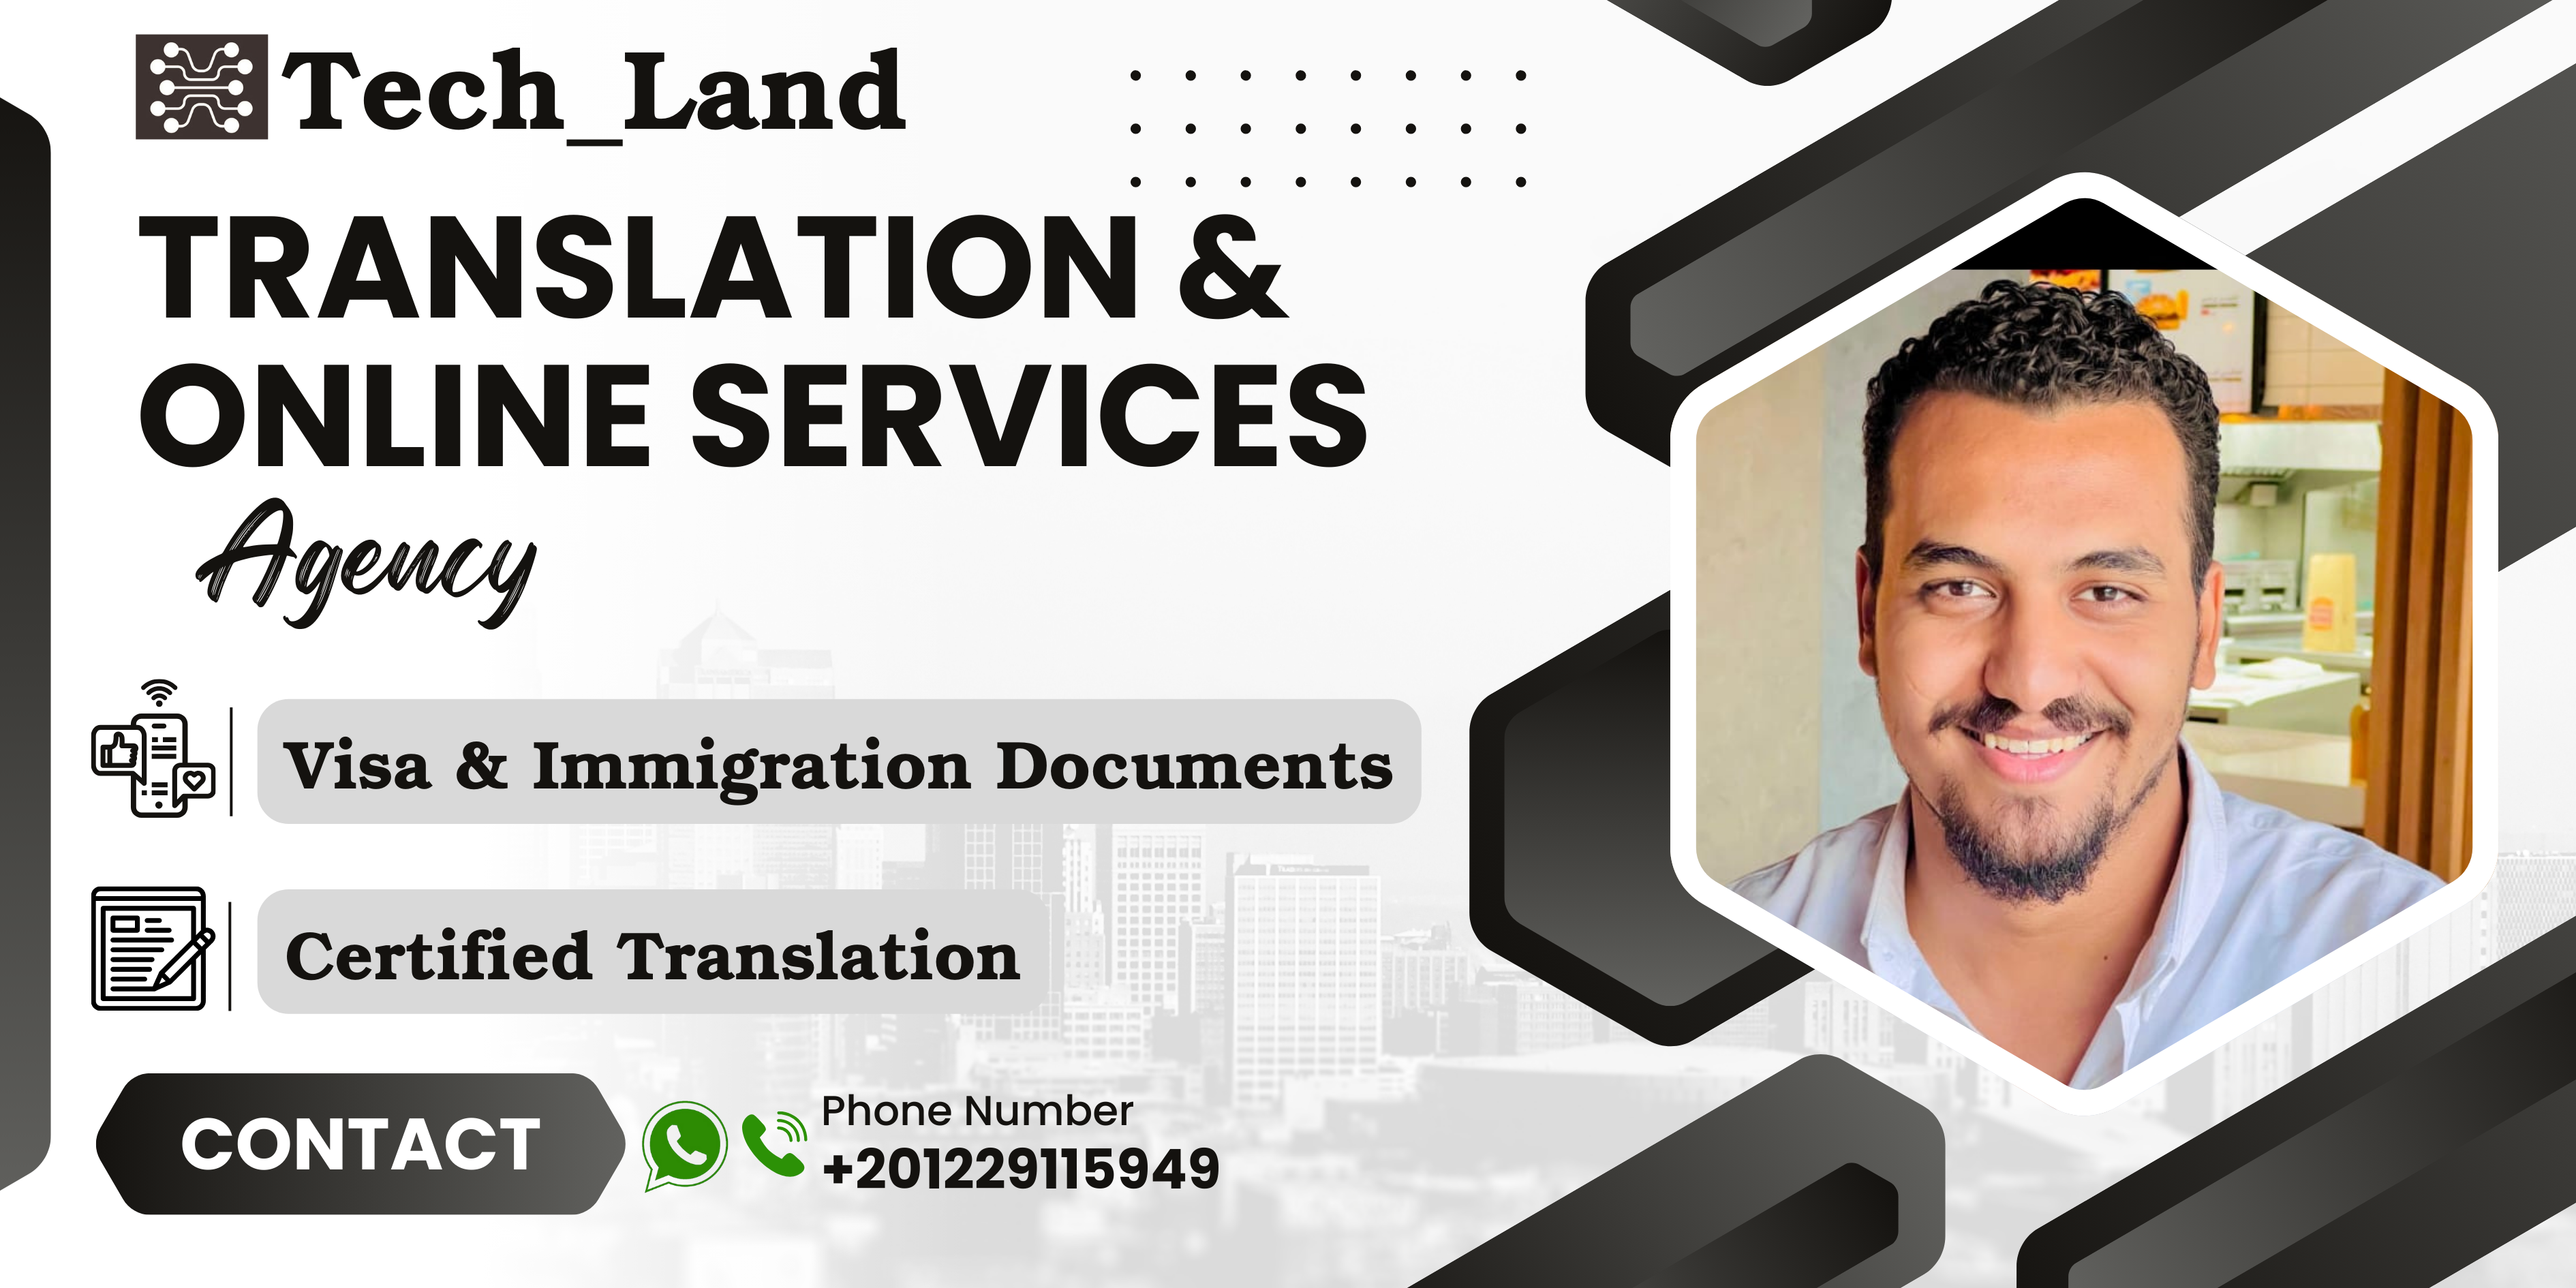 Tech_Land
TRANSLATION &
ONLINE SERVICES
Agency
Visa & Immigration Documents
Certified Translation
CONTACT
Phone Number
+201229115949